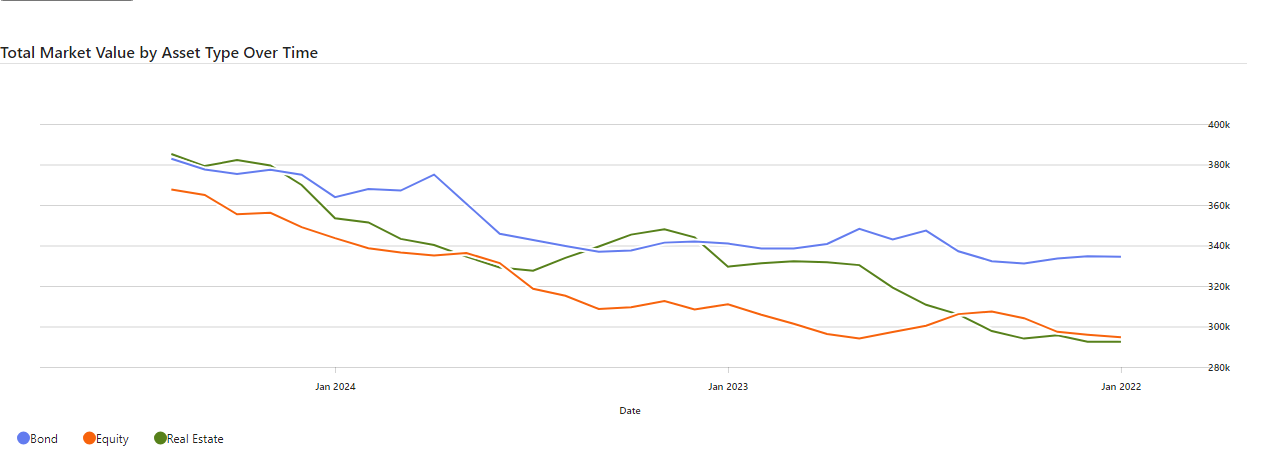 Total Market Value by Asset Type Over Time
400k
380k
360k
340k
320k
300k
280k
Jan 2024 Jan 2023 Jan 2022
Date
Bond Equity Real Estate